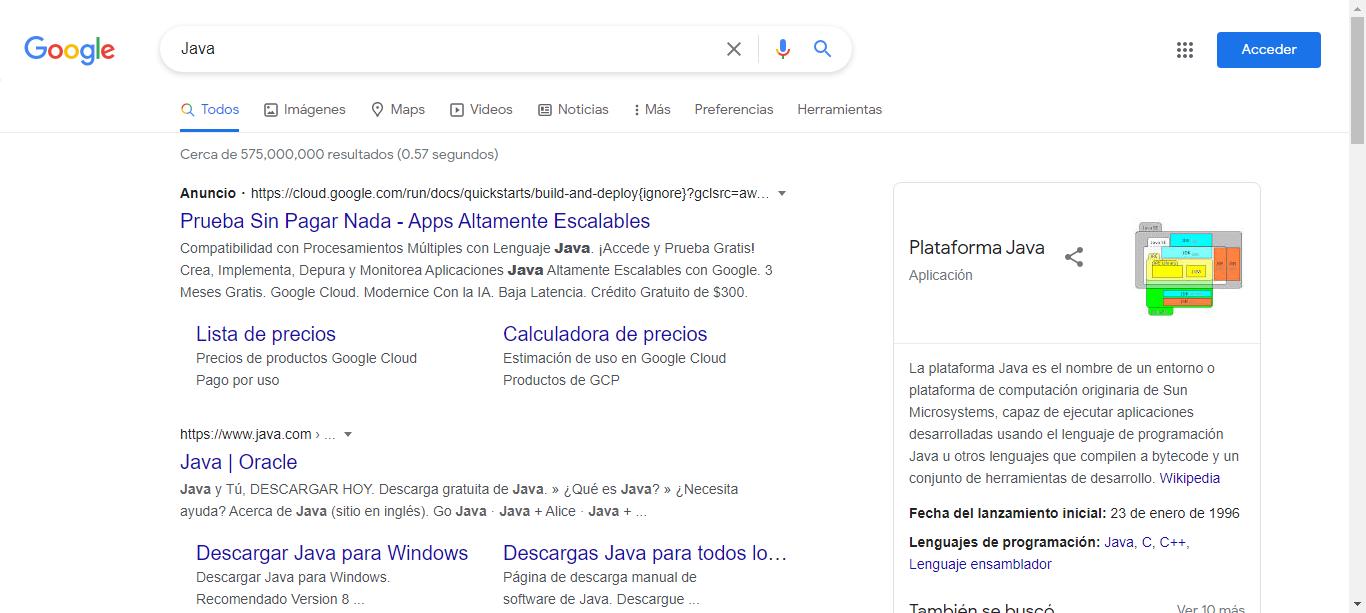 Google
Java
Acceder
Todos
Imágenes
Maps
Videos
Noticias
Más
Preferencias
Herramientas
Cerca de 575,000,000 resultados (0.57 segundos)
Anuncio · https://cloud.google.com/run/docs/quickstarts/build-and-deploy{ignore}?gclsrc=aw...
Prueba Sin Pagar Nada - Apps Altamente Escalables
Compatibilidad con Procesamientos Múltiples con Lenguaje Java. ¡Accede y Prueba Gratis!
Crea, Implementa, Depura y Monitorea Aplicaciones Java Altamente Escalables con Google. 3
Meses Gratis. Google Cloud. Modernice Con la IA. Baja Latencia. Crédito Gratuito de $300.
Lista de precios
Precios de productos Google Cloud
Pago por uso
Calculadora de precios
Estimación de uso en Google Cloud
Productos de GCP
https://www.java.com › ...
Java | Oracle
Java y Tú, DESCARGAR HOY. Descarga gratuita de Java. » ¿Qué es Java? » ¿Necesita
ayuda? Acerca de Java (sitio en inglés). Go Java · Java + Alice · Java + ...
Descargar Java para Windows
Descargar Java para Windows.
Recomendado Version 8 ...
Descargas Java para todos lo...
Página de descarga manual de
software de Java. Descargue ...
Plataforma Java
Aplicación
La plataforma Java es el nombre de un entorno o
plataforma de computación originaria de Sun
Microsystems, capaz de ejecutar aplicaciones
desarrolladas usando el lenguaje de programación
Java u otros lenguajes que compilen a bytecode y un
conjunto de herramientas de desarrollo. Wikipedia
Fecha del lanzamiento inicial: 23 de enero de 1996
Lenguajes de programación: Java, C, C++,
Lenguaje ensamblador
También se buscó
Ver 10 más